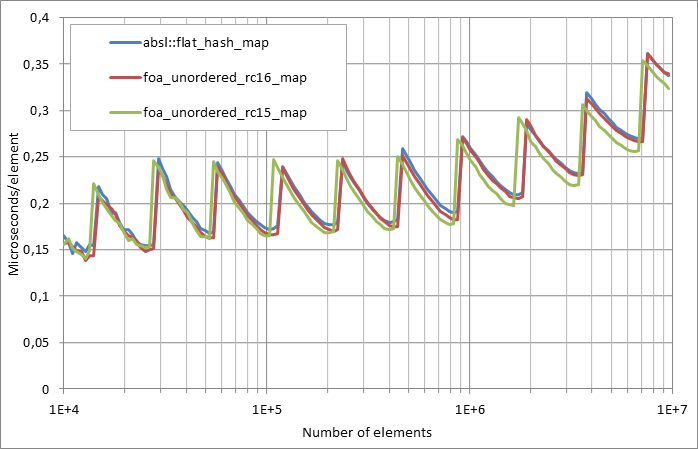 0,4
0,35
0,3
0,25
0,2
0,15
0,1
0,05
0
Microseconds/element
absl::flat_hash_map
foa_unordered_rc16_map
foa_unordered_rc15_map
1E+4 1E+5 1E+6 1E+7
Number of elements